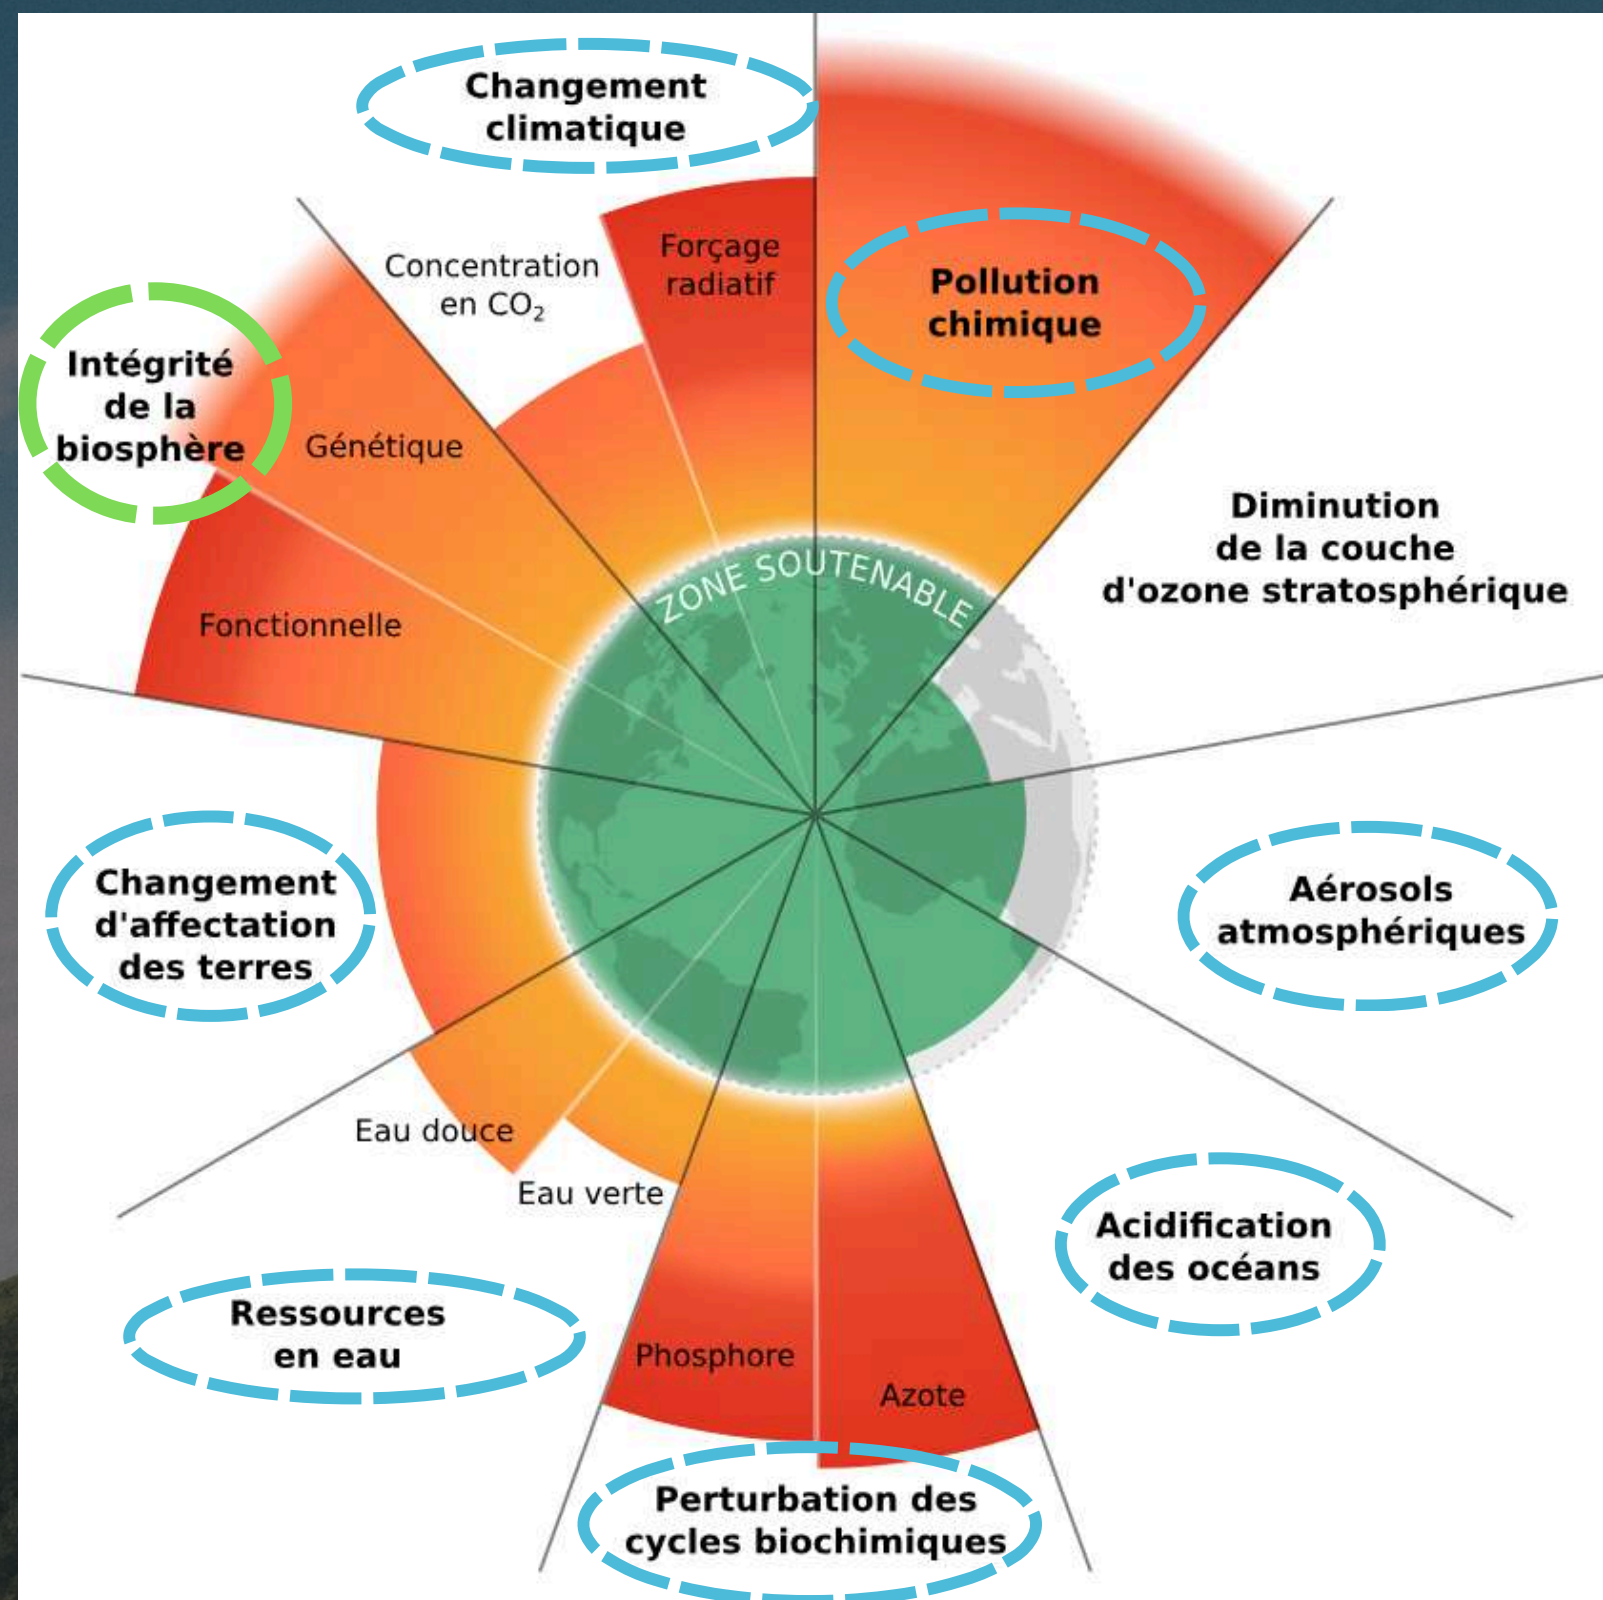 Changement
climatique
Forçage
radiatif
Concentration
en CO₂
Pollution
chimique
Intégrité
de la
biosphère
Génétique
Fonctionnelle
ZONE SOUTENABLE
Diminution
de la couche
d'ozone stratosphérique
Changement
d'affectation
des terres
Aérosols
atmosphériques
Eau douce
Eau verte
Acidification
des océans
Ressources
en eau
Phosphore
Azote
Perturbation des
cycles biochimiques